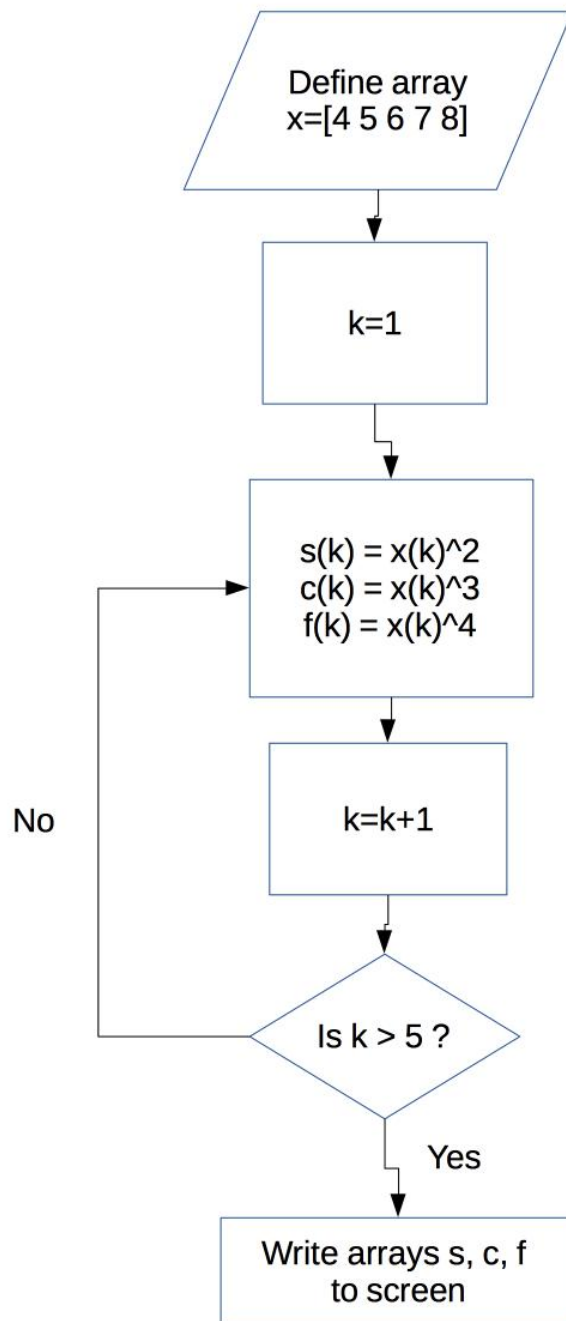 Define array
x=[4 5 6 7 8]
k=1
s(k) = x(k)^2
c(k) = x(k)^3
f(k) = x(k)^4
k=k+1
No
Is k > 5 ?
Yes
Write arrays s, c, f
to screen